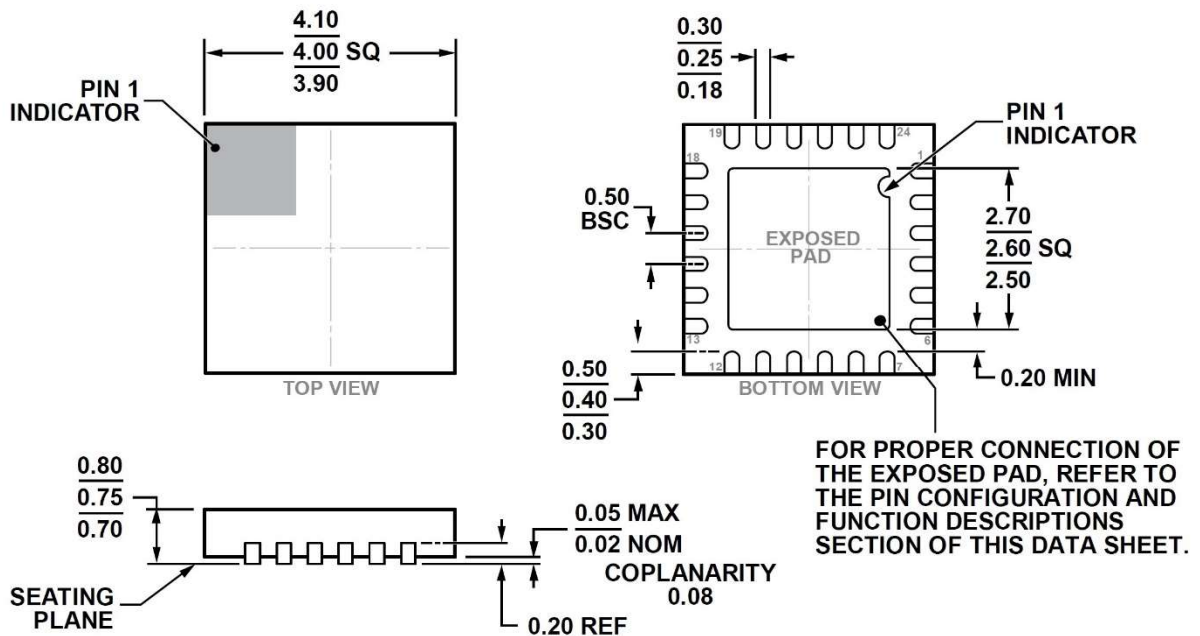 4.10
4.00 SQ
3.90
PIN 1
INDICATOR
TOP VIEW
0.30
0.25
0.18
PIN 1
INDICATOR
19
24
18
1
0.50
BSC
EXPOSED
PAD
2.70
2.60 SQ
2.50
13
6
12
7
BOTTOM VIEW
0.50
0.40
0.30
0.20 MIN
FOR PROPER CONNECTION OF
THE EXPOSED PAD, REFER TO
THE PIN CONFIGURATION AND
FUNCTION DESCRIPTIONS
SECTION OF THIS DATA SHEET.
0.80
0.75
0.70
SEATING
PLANE
0.05 MAX
0.02 NOM
COPLANARITY
0.08
0.20 REF